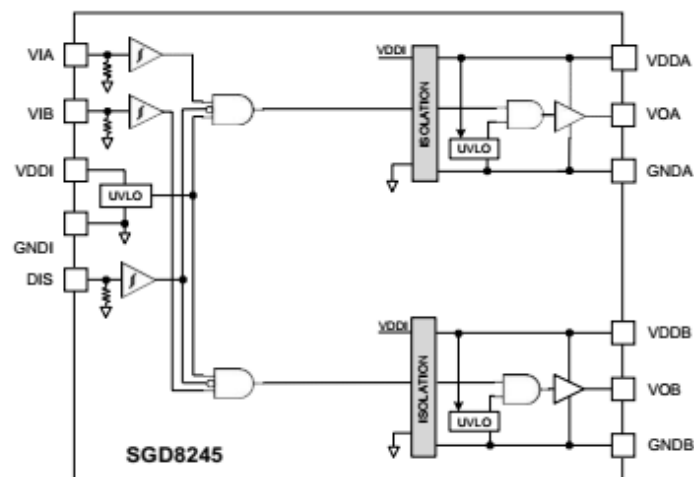 VIA
VIB
VDDI
UVLO
GNDI
DIS
SGD8245
VDDI
ISOLATION
UVLO
VDDA
VOA
GNDA
VDDI
ISOLATION
UVLO
VDDB
VOB
GNDB